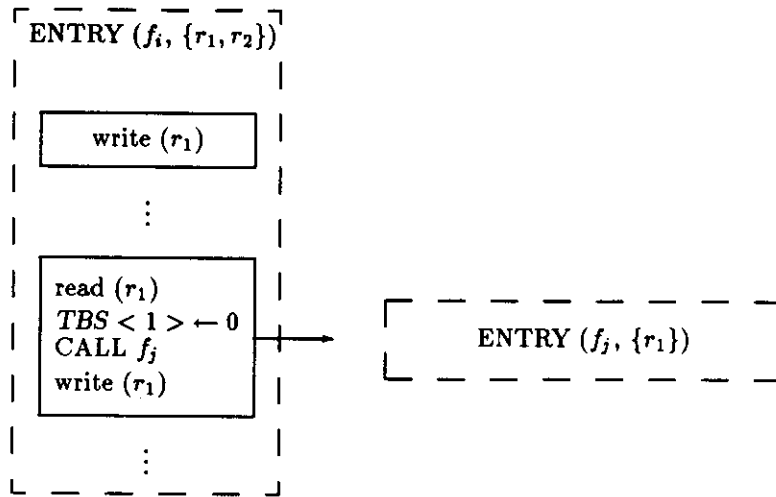 ENTRY (f_i, {r_1, r_2})
write (r_1)
⋮
read (r_1)
TBS < 1 > ← 0
CALL f_j
write (r_1)
⋮
ENTRY (f_j, {r_1})